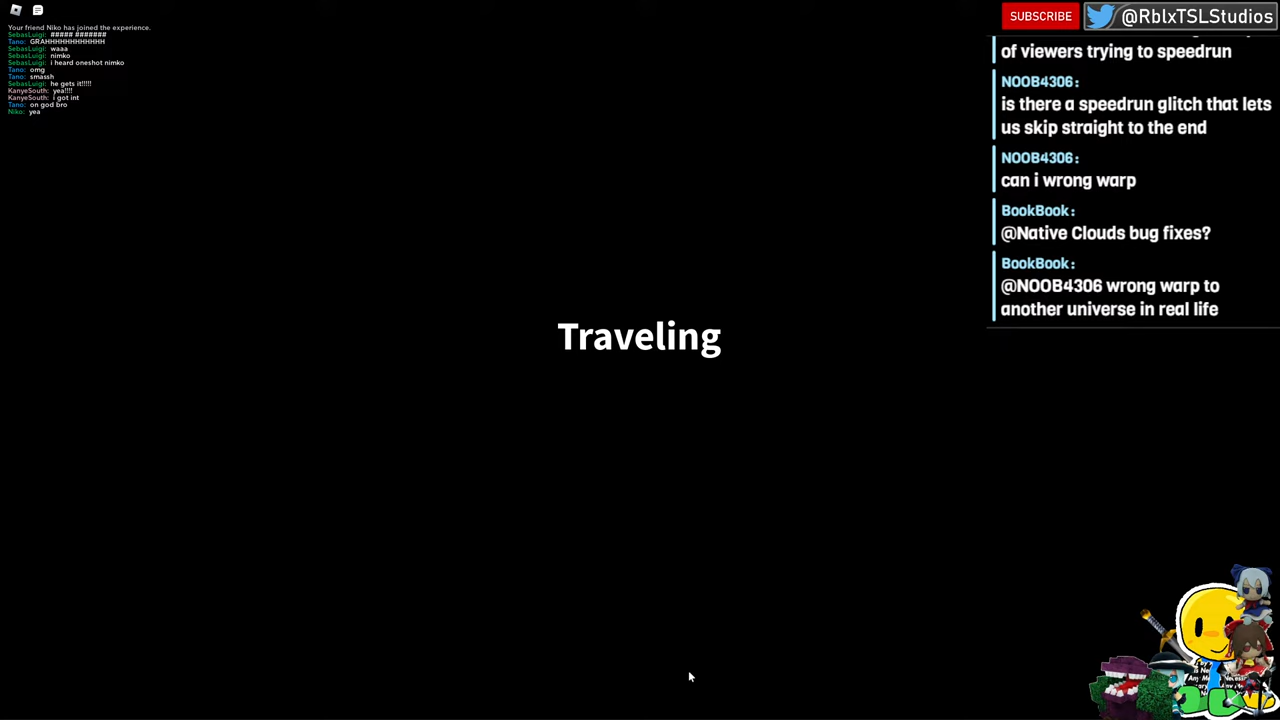 Your friend Niko has joined the experience.
SebasLuigi: ##### #######
Tano: GRAHHHHHHHHHHH
SebasLuigi: waaa
SebasLuigi: nimko
SebasLuigi: i heard oneshot nimko
Tano: omg
Tano: smassh
SebasLuigi: he gets it!!!!!
KanyeSouth: yea!!!!
KanyeSouth: i got int
Tano: on god bro
Niko: yea
Traveling
SUBSCRIBE
@RblxTSLStudios
of viewers trying to speedrun
NOOB4306:
is there a speedrun glitch that lets
us skip straight to the end
NOOB4306:
can i wrong warp
BookBook:
@Native Clouds bug fixes?
BookBook:
@NOOB4306 wrong warp to
another universe in real life